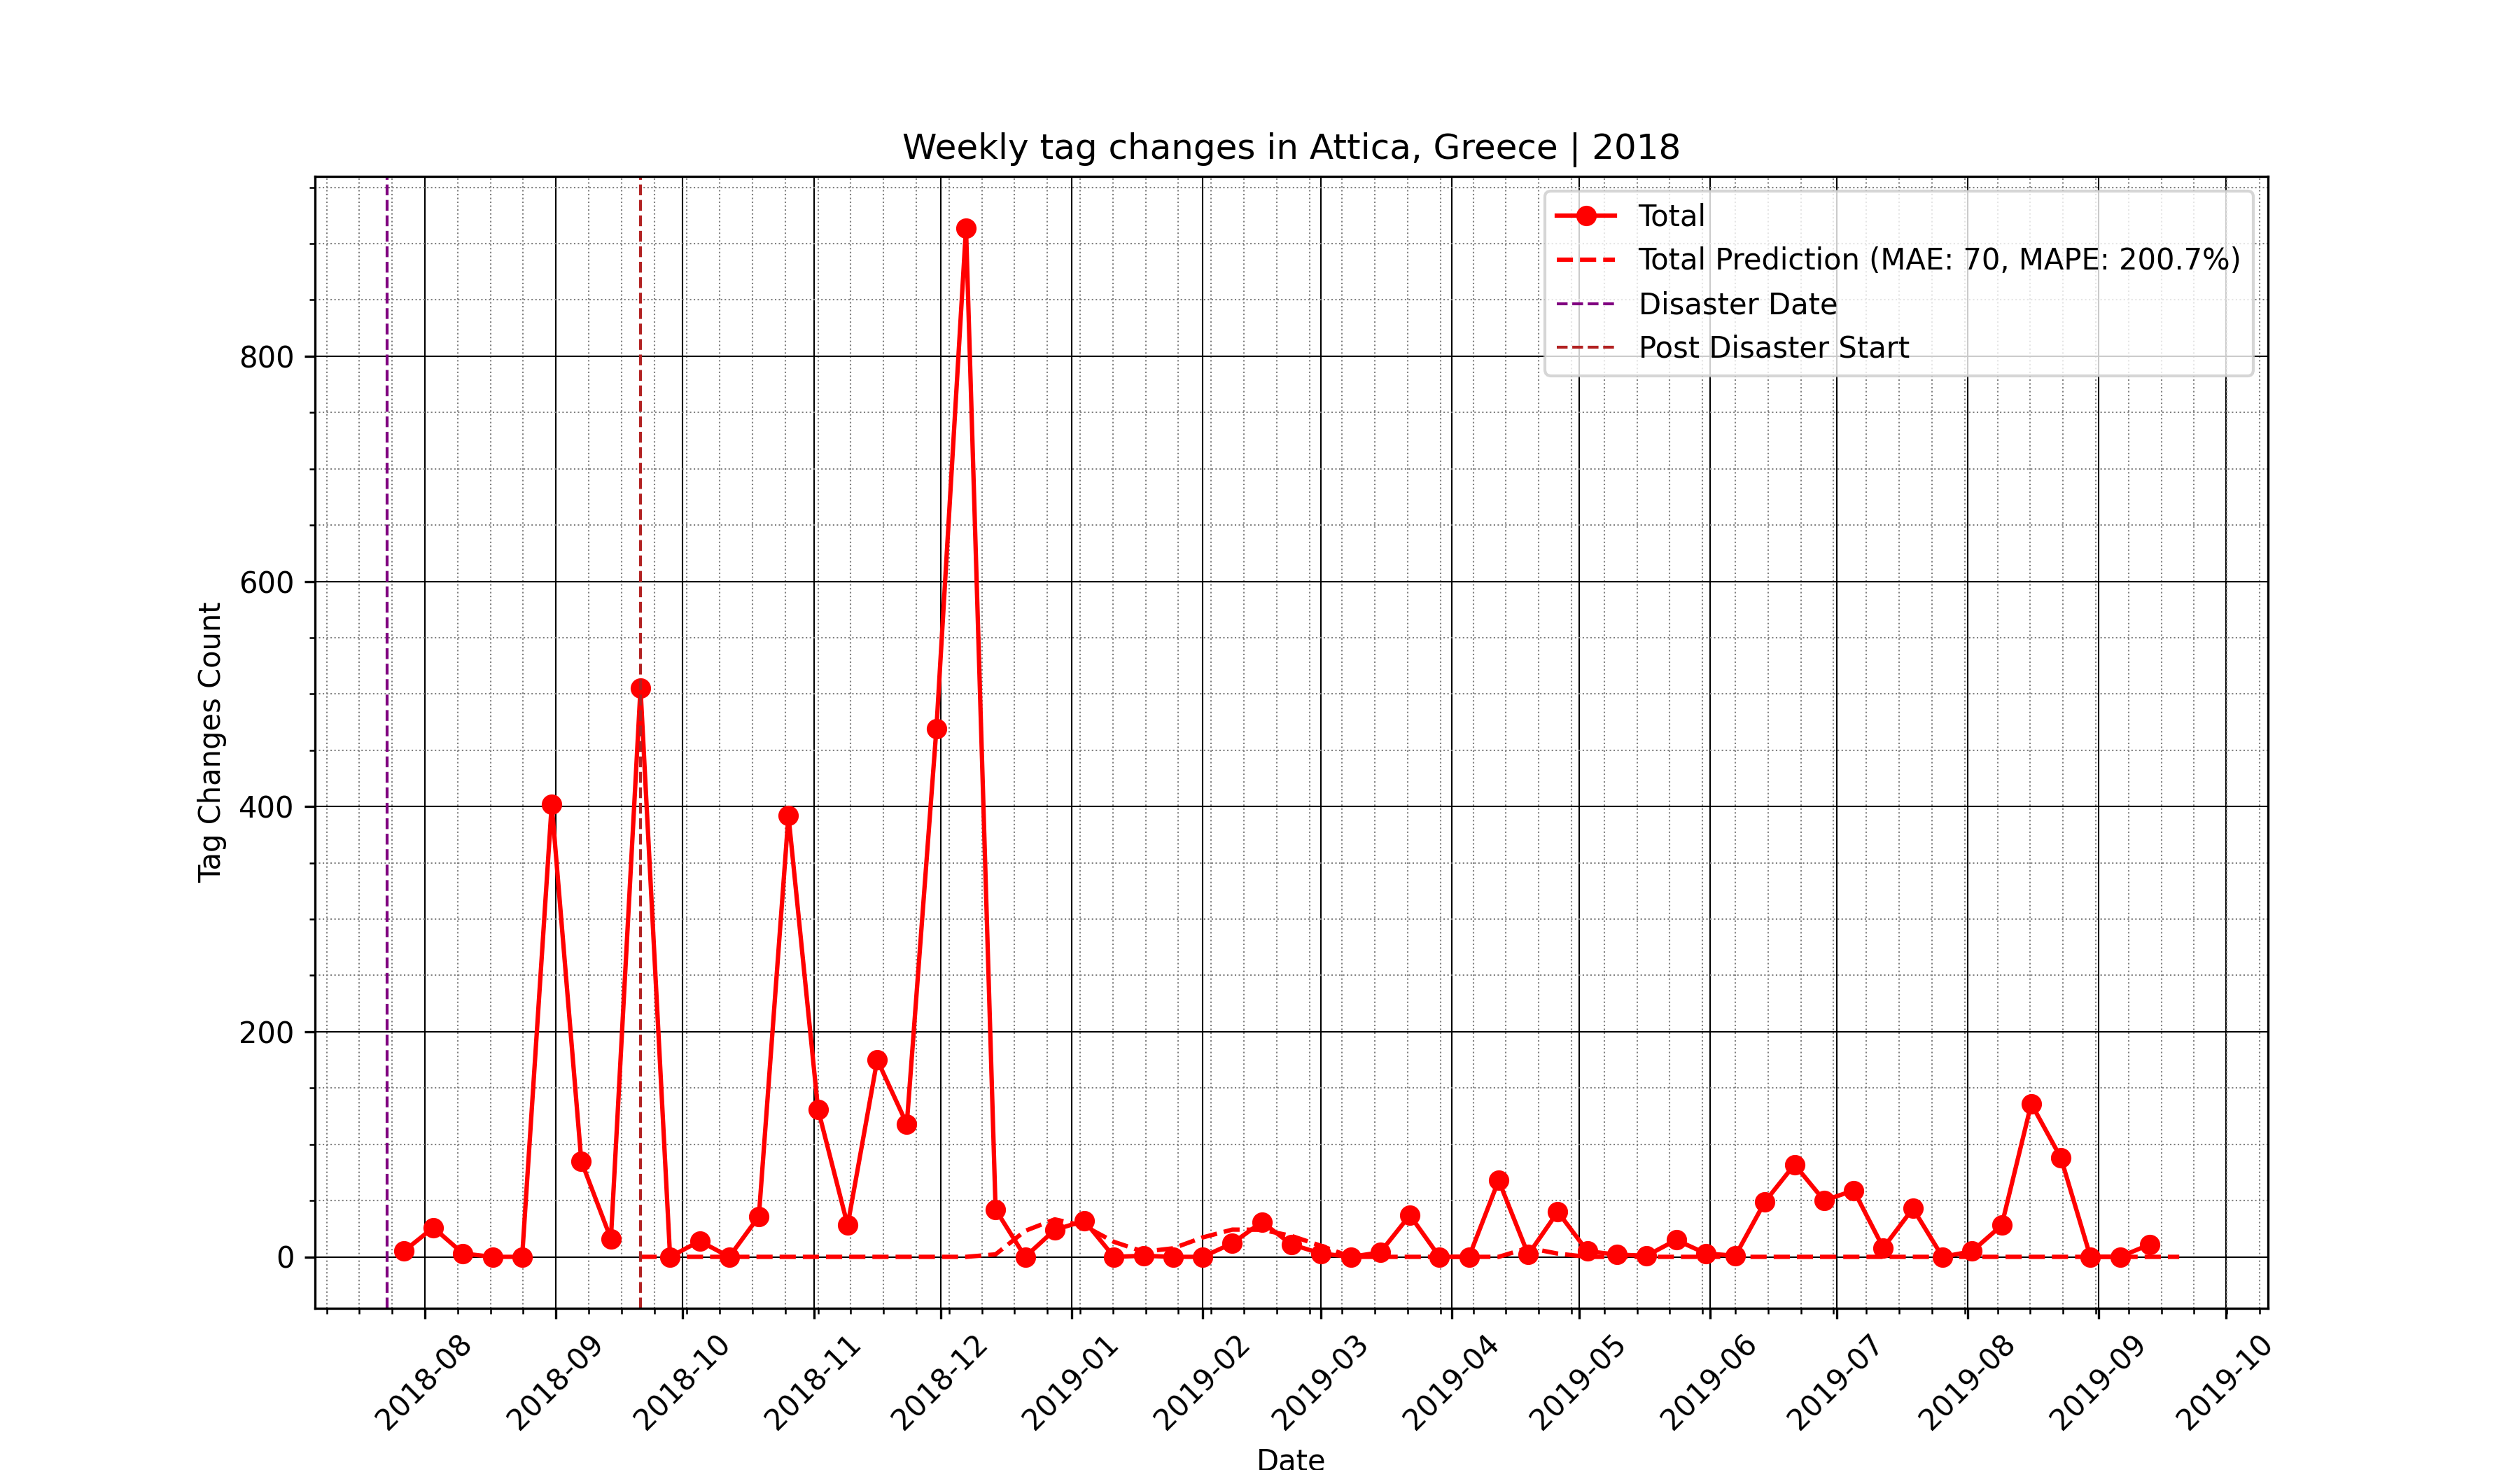 Weekly tag changes in Attica, Greece | 2018
Total
Total Prediction (MAE: 70, MAPE: 200.7%)
Disaster Date
Post Disaster Start
Tag Changes Count
800
600
400
200
0
2018-08
2018-09
2018-10
2018-11
2018-12
2019-01
2019-02
2019-03
2019-04
2019-05
2019-06
2019-07
2019-08
2019-09
2019-10
Date